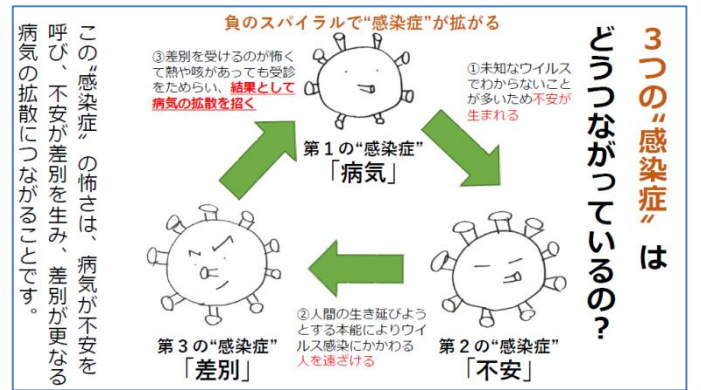 3つの“感染症”は
どうつながっているの？
負のスパイラルで“感染症”が拡がる
①未知なウイルス
でわからないこと
が多いため不安が
生まれる
第１の“感染症”
「病気」
②人間の生き延びよう
とする本能によりウイ
ルス感染にかかわる
人を遠ざける
第２の“感染症”
「不安」
③差別を受けるのが怖く
て熱や咳があっても受診
をためらい、結果として
病気の拡散を招く
第３の“感染症”
「差別」
この“感染症”の怖さは、病気が不安を
呼び、不安が差別を生み、差別が更なる
病気の拡散につながることです。